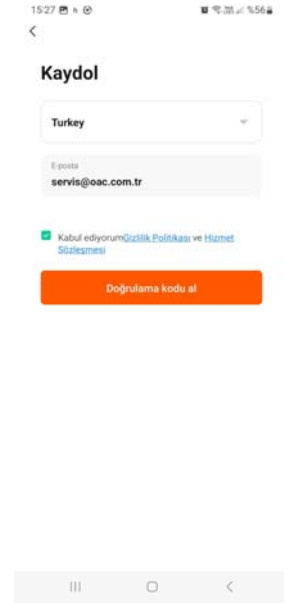 15:27
%56
Kaydol
Turkey
E-posta
servis@oac.com.tr
Kabul ediyorumGizlilik Politikası ve Hizmet
Sözleşmesi
Doğrulama kodu al